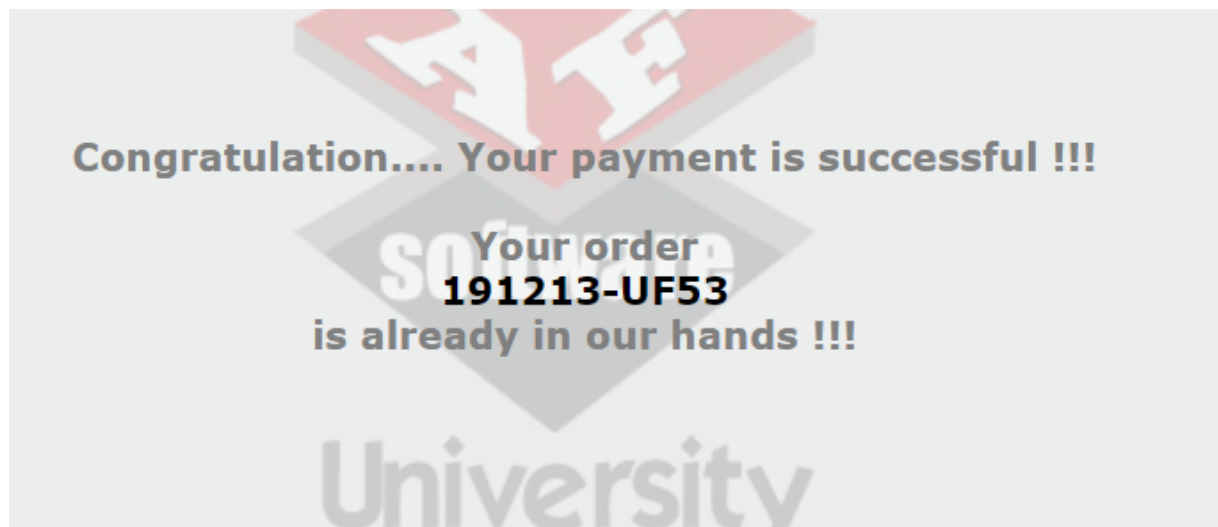 AF
Congratulation.... Your payment is successful !!!
software
Your order
191213-UF53
is already in our hands !!!
University